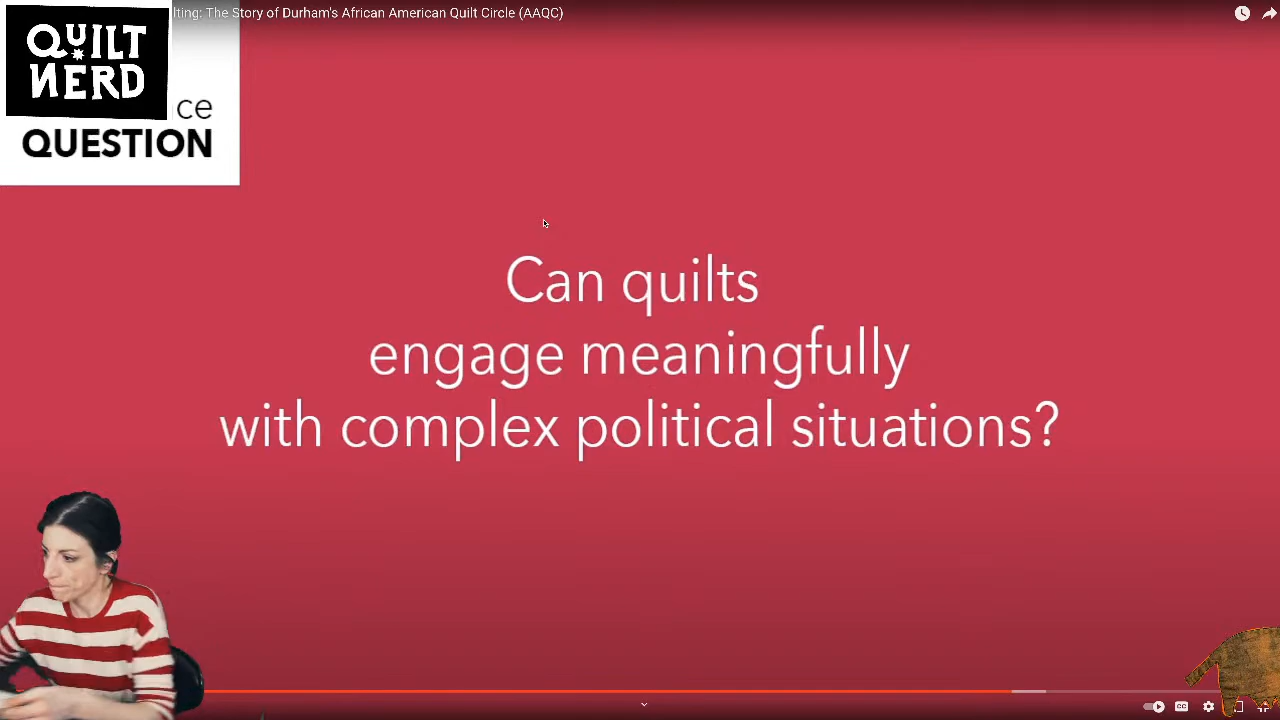 lting: The Story of Durham's African American Quilt Circle (AAQC)
QUILT
NERD
ce
QUESTION
Can quilts
engage meaningfully
with complex political situations?
CC